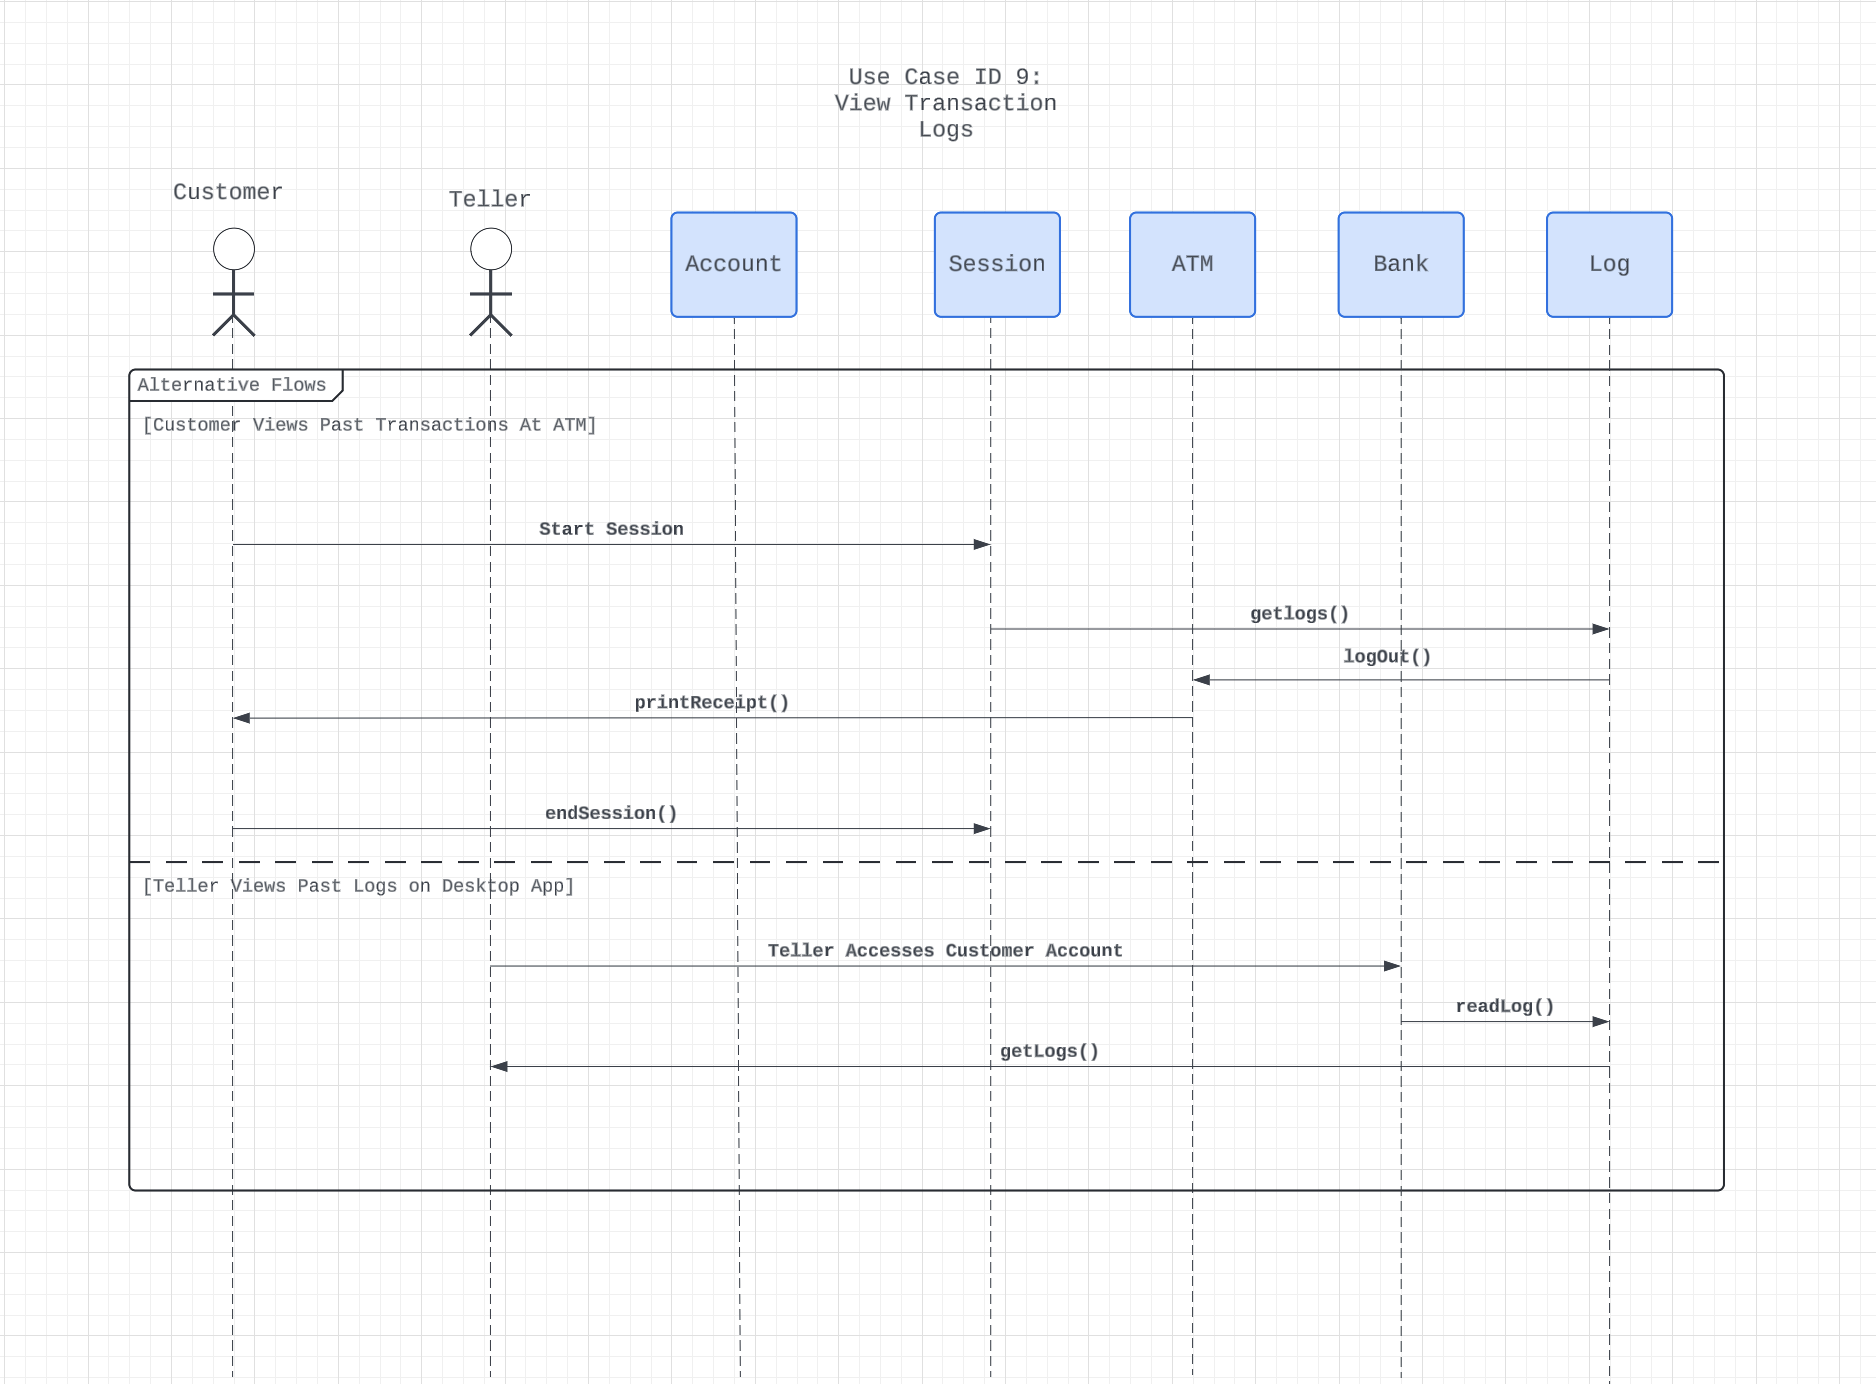 Use Case ID 9:
View Transaction
Logs
Customer
Teller
Account
Session
ATM
Bank
Log
Alternative Flows
[Customer Views Past Transactions At ATM]
Start Session
getlogs()
logOut()
printReceipt()
endSession()
[Teller Views Past Logs on Desktop App]
Teller Accesses Customer Account
readLog()
getLogs()